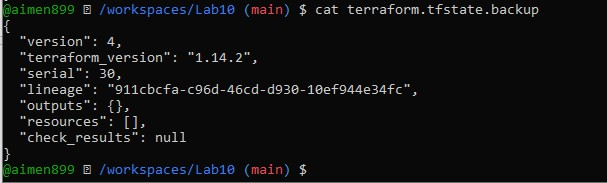 @aimen899 ⍰ /workspaces/Lab10 (main) $ cat terraform.tfstate.backup
{
  "version": 4,
  "terraform_version": "1.14.2",
  "serial": 30,
  "lineage": "911cbcfa-c96d-46cd-d930-10ef944e34fc",
  "outputs": {},
  "resources": [],
  "check_results": null
}
@aimen899 ⍰ /workspaces/Lab10 (main) $